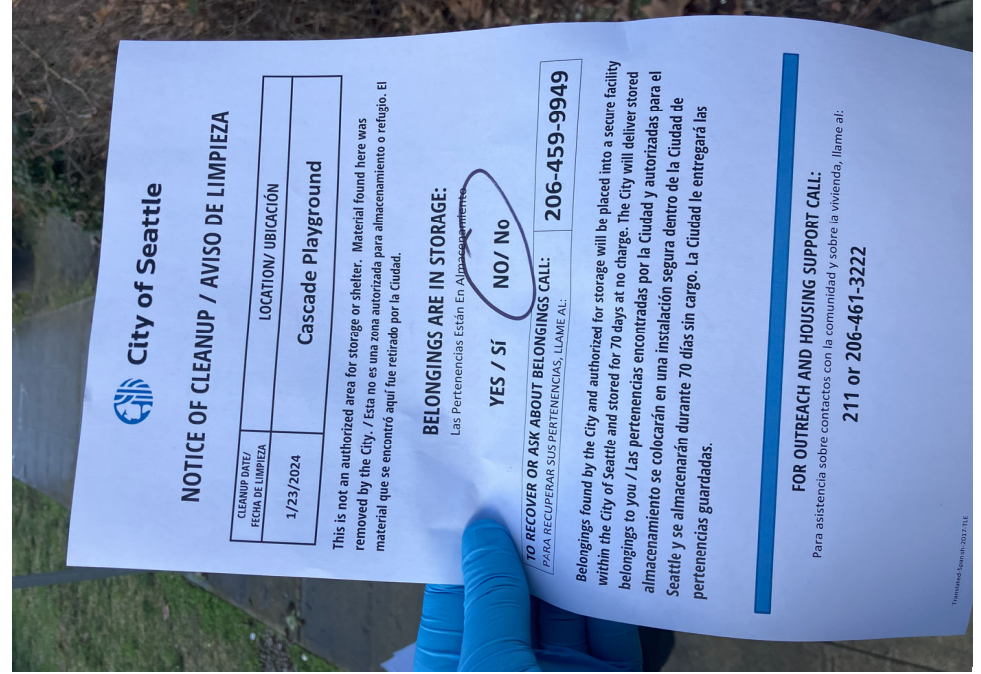 City of Seattle
NOTICE OF CLEANUP / AVISO DE LIMPIEZA
CLEANUP DATE/
FECHA DE LIMPIEZA
LOCATION/ UBICACIÓN
1/23/2024
Cascade Playground
This is not an authorized area for storage or shelter. Material found here was
removed by the City. / Esta no es una zona autorizada para almacenamiento o refugio. El
material que se encontró aquí fue retirado por la Ciudad.
BELONGINGS ARE IN STORAGE:
Las Pertenencias Están En Almacenamiento
YES / Sí
NO/ No
TO RECOVER OR ASK ABOUT BELONGINGS CALL:
PARA RECUPERAR SUS PERTENENCIAS, LLAME AL:
206-459-9949
Belongings found by the City and authorized for storage will be placed into a secure facility
within the City of Seattle and stored for 70 days at no charge. The City will deliver stored
belongings to you / Las pertenencias encontradas por la Ciudad y autorizadas para el
almacenamiento se colocarán en una instalación segura dentro de la Ciudad de
Seattle y se almacenarán durante 70 días sin cargo. La Ciudad le entregará las
pertenencias guardadas.
FOR OUTREACH AND HOUSING SUPPORT CALL:
Para asistencia sobre contactos con la comunidad y sobre la vivienda, llame al:
211 or 206-461-3222
Translated-Spanish-2017-TLE